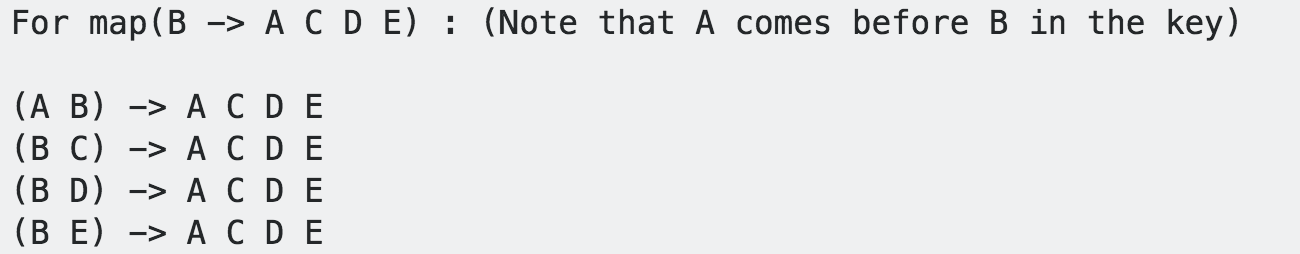 For map(B -> A C D E) : (Note that A comes before B in the key)
(A B) -> A C D E
(B C) -> A C D E
(B D) -> A C D E
(B E) -> A C D E